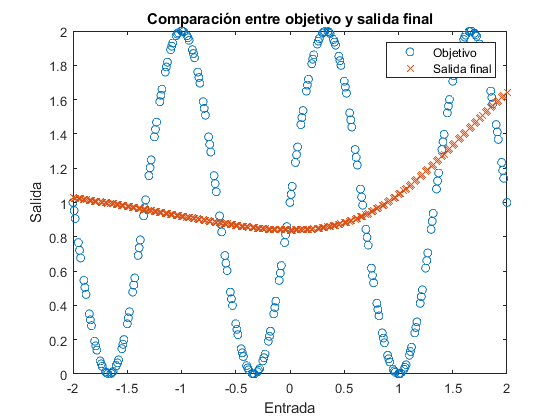 Comparación entre objetivo y salida final
Objetivo
Salida final
2
1.8
1.6
1.4
1.2
1
0.8
0.6
0.4
0.2
0
Salida
-2 -1.5 -1 -0.5 0 0.5 1 1.5 2
Entrada